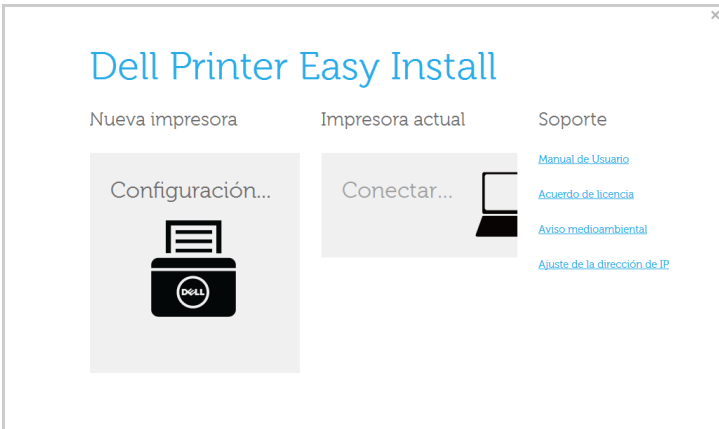 ×
Dell Printer Easy Install
Nueva impresora
Configuración...
DELL
Impresora actual
Conectar...
Soporte
Manual de Usuario
Acuerdo de licencia
Aviso medioambiental
Ajuste de la dirección de IP